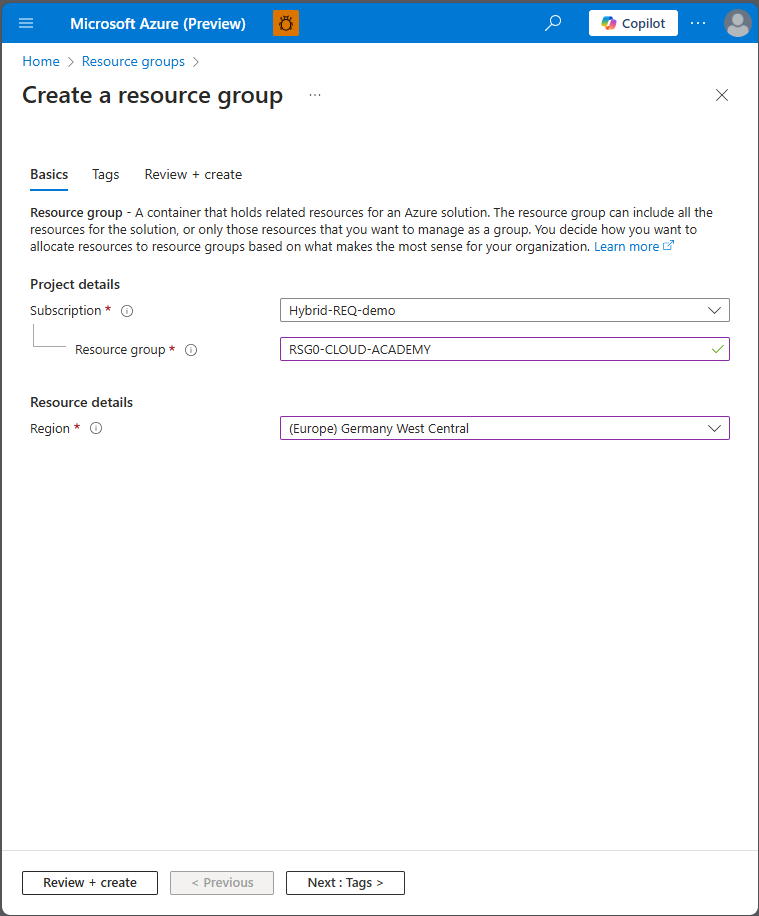 Microsoft Azure (Preview)
Copilot
Home > Resource groups >
Create a resource group ...
Basics Tags Review + create
Resource group - A container that holds related resources for an Azure solution. The resource group can include all the
resources for the solution, or only those resources that you want to manage as a group. You decide how you want to
allocate resources to resource groups based on what makes the most sense for your organization. Learn more
Project details
Subscription * Hybrid-REQ-demo
Resource group * RSG0-CLOUD-ACADEMY
Resource details
Region * (Europe) Germany West Central
Review + create < Previous Next : Tags >